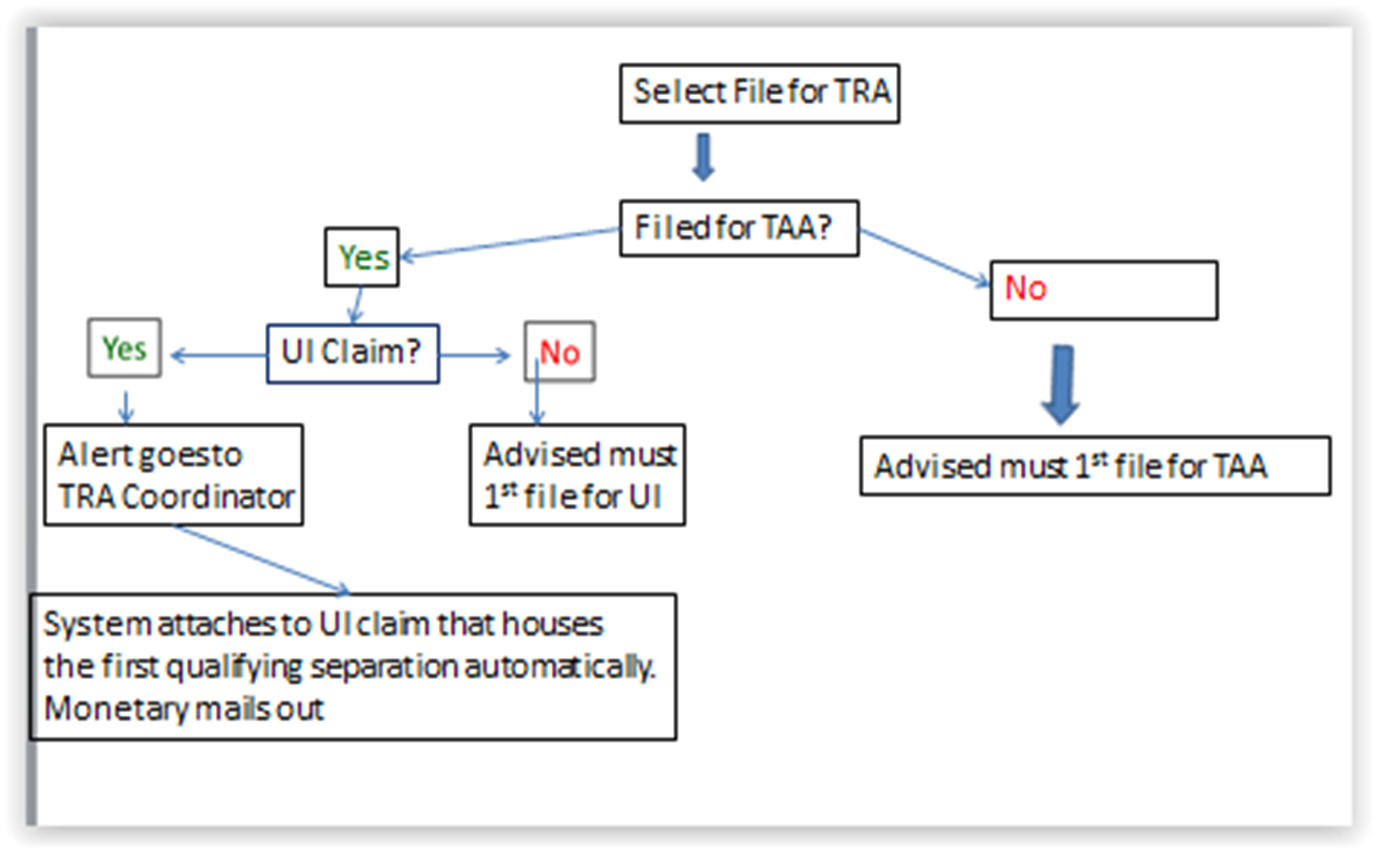 Select File for TRA
Filed for TAA?
Yes
No
Yes
UI Claim?
No
Alert goes to
TRA Coordinator
Advised must
1st file for UI
Advised must 1st file for TAA
System attaches to UI claim that houses
the first qualifying separation automatically.
Monetary mails out